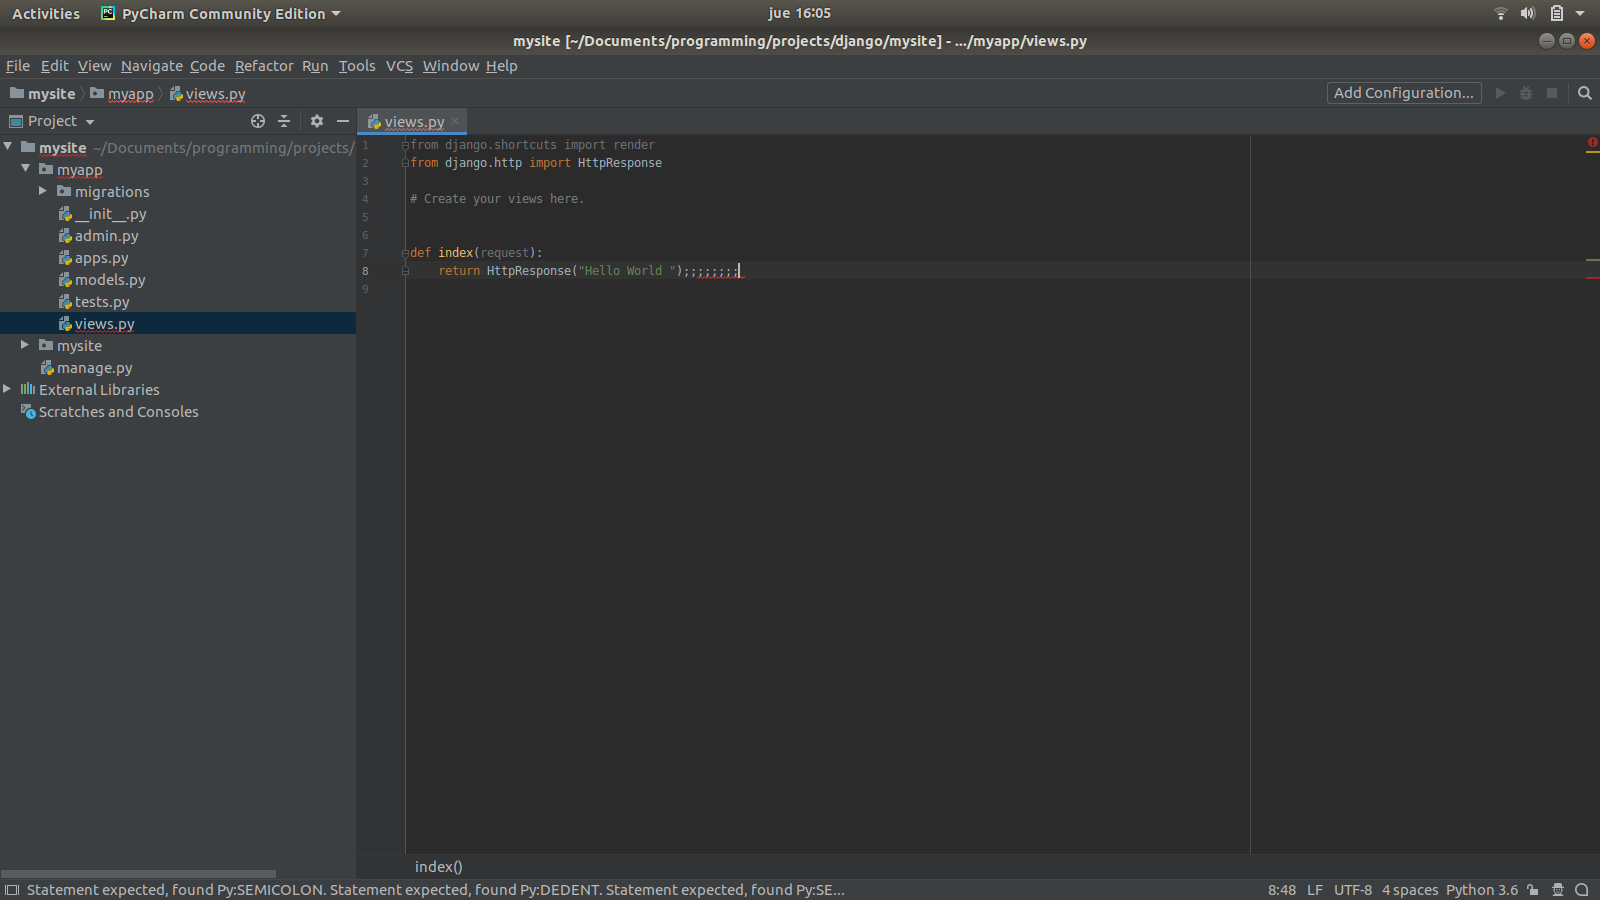 Activities PyCharm Community Edition jue 16:05
mysite [~/Documents/programming/projects/django/mysite] - .../myapp/views.py
File Edit View Navigate Code Refactor Run Tools VCS Window Help
mysite myapp views.py Add Configuration...
Project views.py
mysite ~/Documents/programming/projects/
myapp
migrations
__init__.py
admin.py
apps.py
models.py
tests.py
views.py
mysite
manage.py
External Libraries
Scratches and Consoles
1 from django.shortcuts import render
2 from django.http import HttpResponse
3
4 # Create your views here.
5
6
7 def index(request):
8     return HttpResponse("Hello World ");;;;;;;;
9
index()
Statement expected, found Py:SEMICOLON. Statement expected, found Py:DEDENT. Statement expected, found Py:SE... 8:48 LF UTF-8 4 spaces Python 3.6